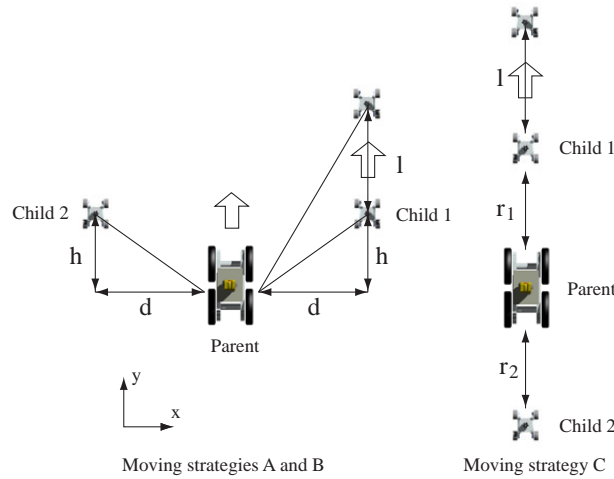 l
l
Child 1
Child 2
Child 1
r1
h
h
Parent
d
d
Parent
r2
y
x
Child 2
Moving strategies A and B
Moving strategy C